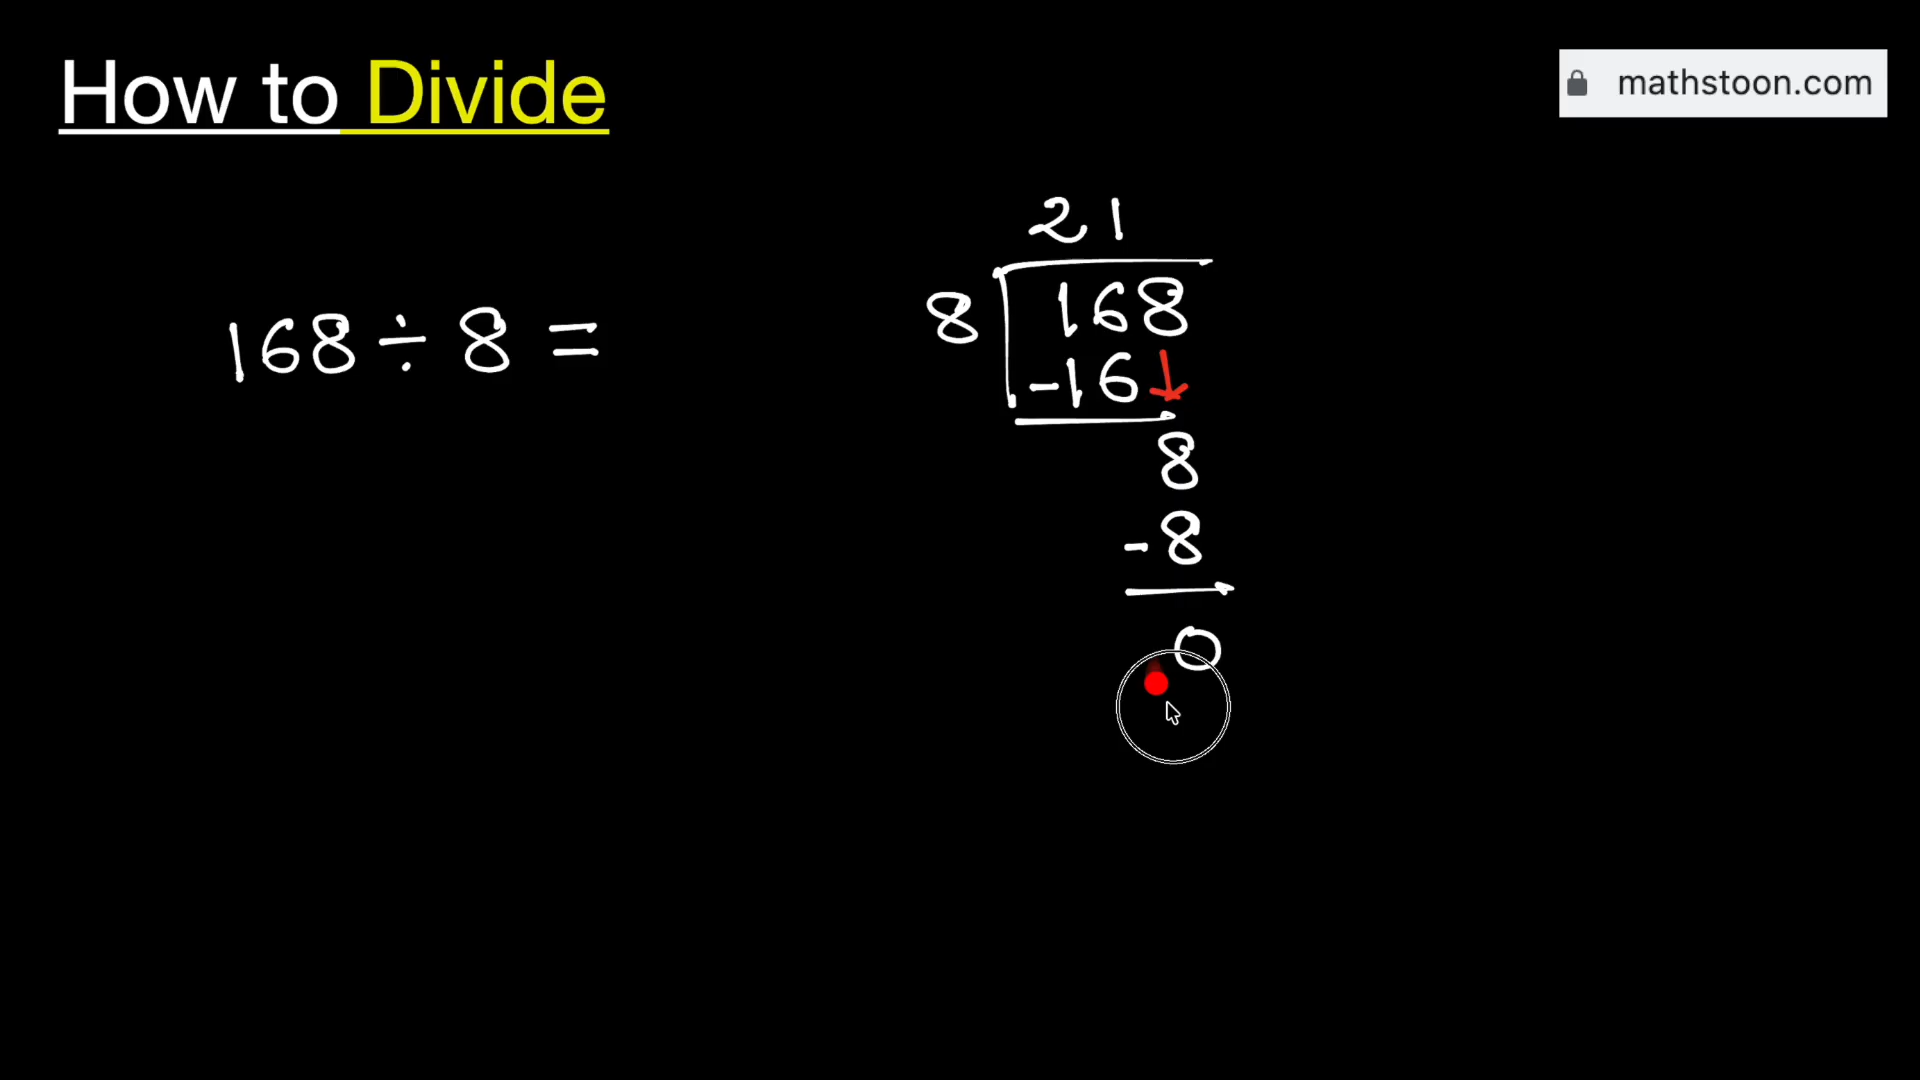 How to Divide
mathstoon.com
168 ÷ 8 =
21
8 168
-16
8
-8
0